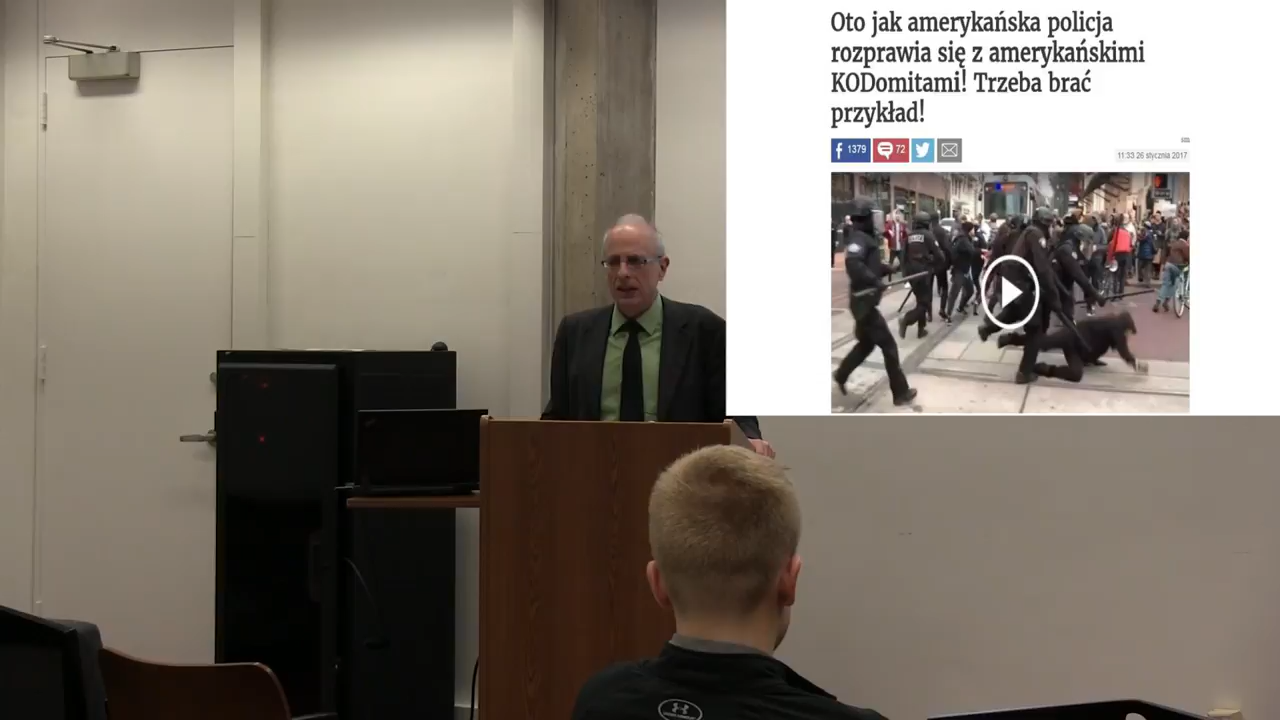 Oto jak amerykańska policja
rozprawia się z amerykańskimi
KODomitami! Trzeba brać
przykład!
1379
72
11:33 26 stycznia 2017